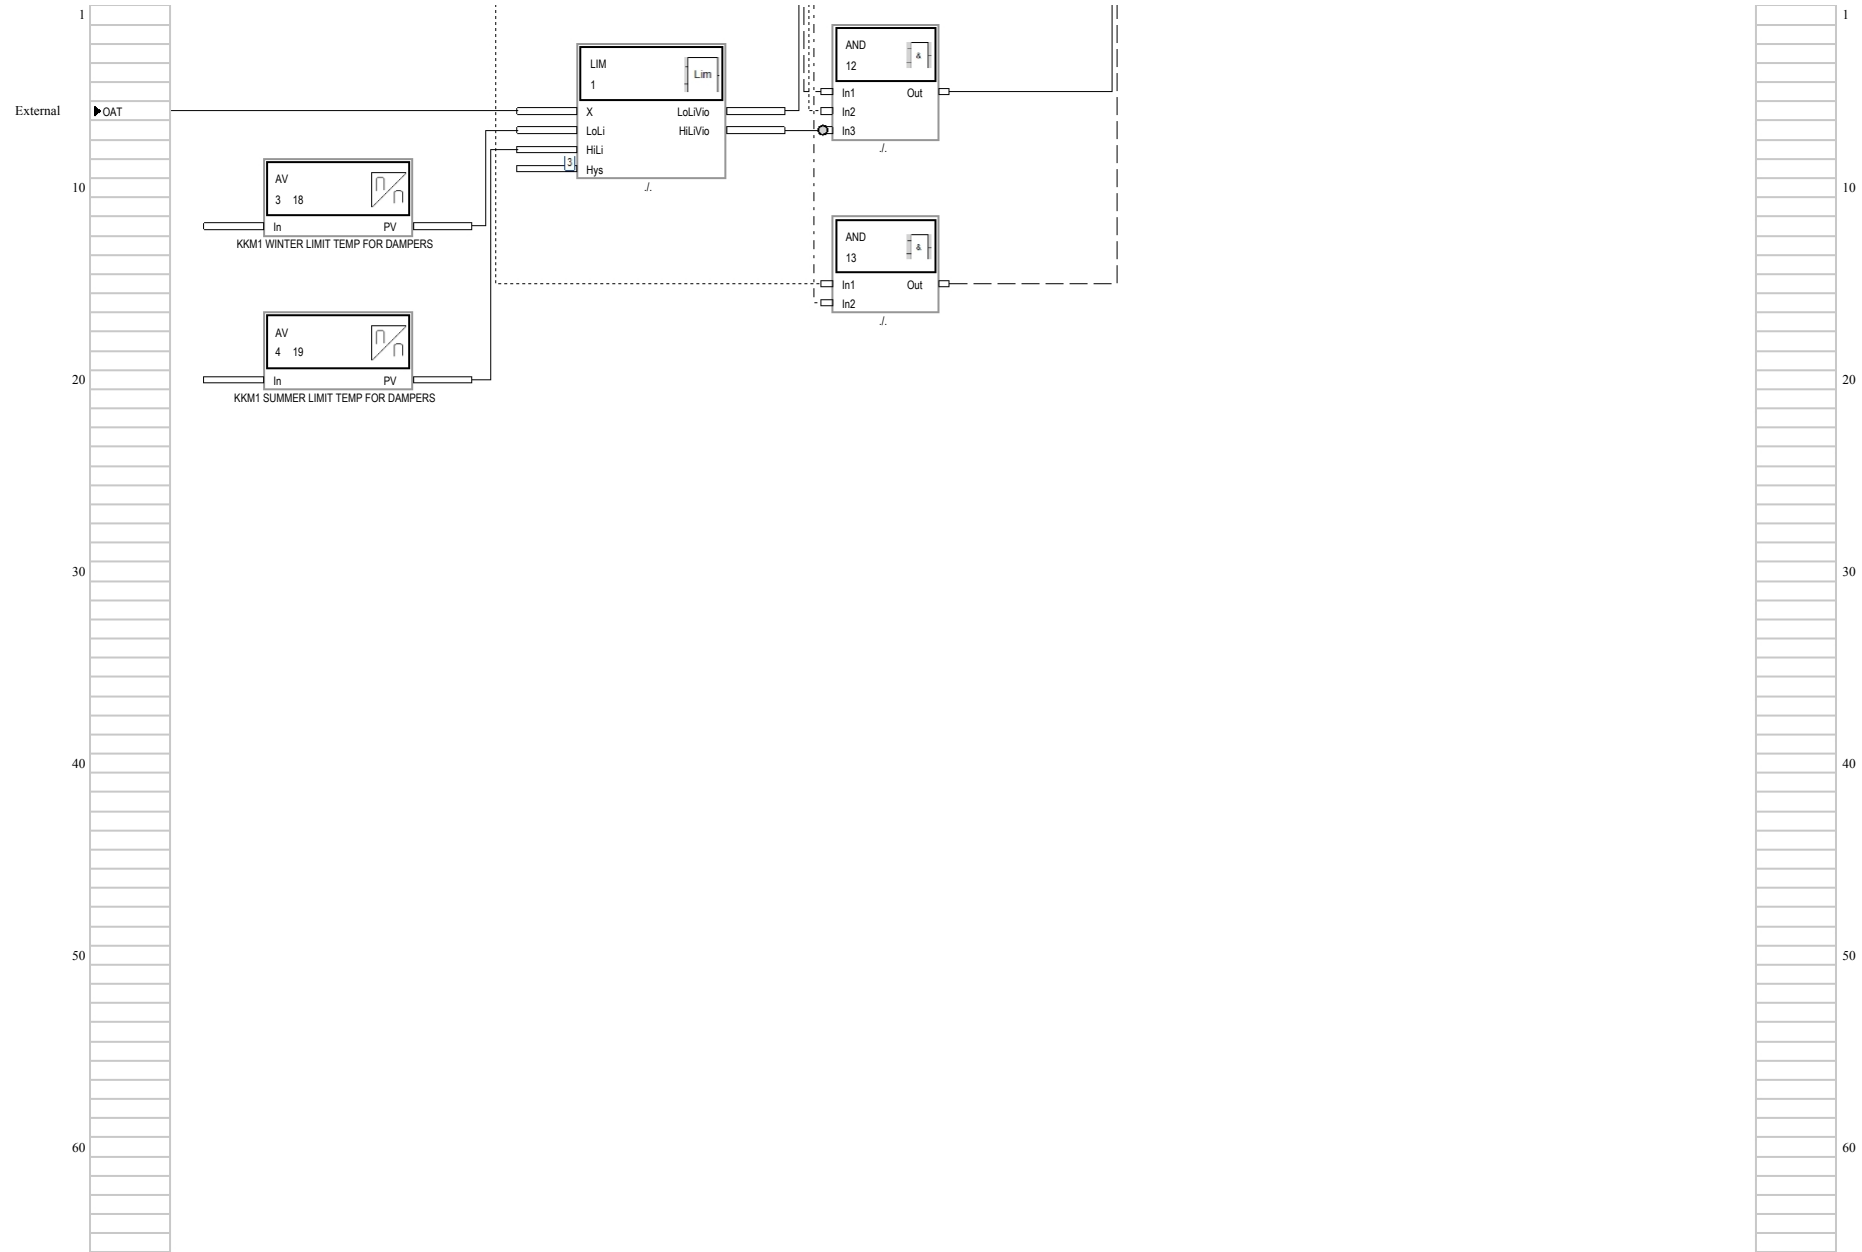 1 1
AND
12 &
LIM
1 Lim
In1 Out
External OAT X LoLiVio In2
LoLi HiLiVio In3
HiLi ./.
3
Hys
AV
3 18
10 ./. 10
In PV
KKM1 WINTER LIMIT TEMP FOR DAMPERS
AND
13 &
In1 Out
In2
./.
AV
4 19
20 In PV 20
KKM1 SUMMER LIMIT TEMP FOR DAMPERS
30 30
40 40
50 50
60 60